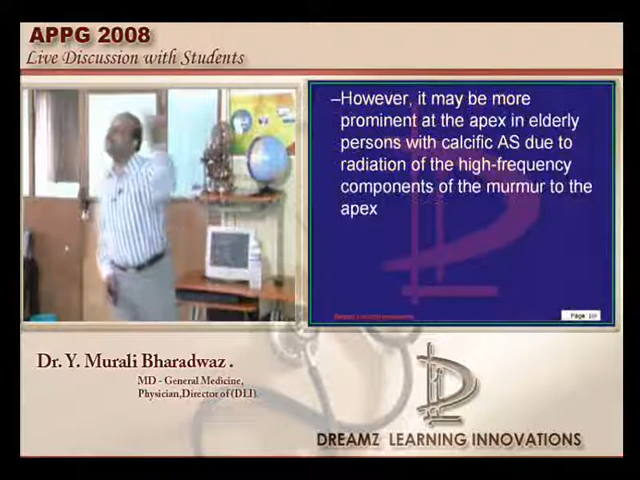 APPG 2008
Live Discussion with Students
–However, it may be more
prominent at the apex in elderly
persons with calcific AS due to
radiation of the high-frequency
components of the murmur to the
apex
Dr. Y. Murali Bharadwaz .
MD - General Medicine,
Physician,Director of (DLI)
DREAMZ LEARNING INNOVATIONS